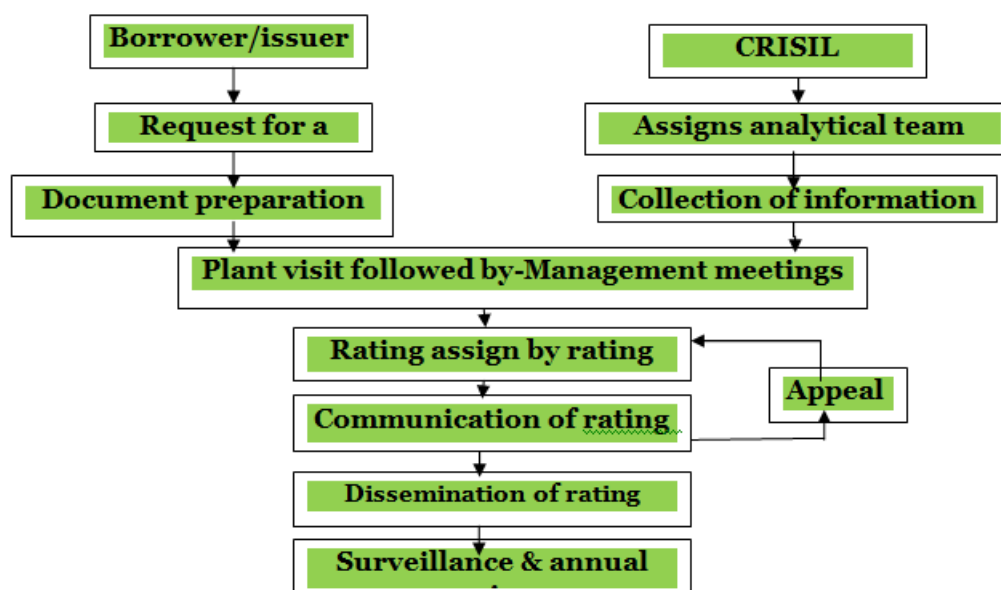 Borrower/issuer
CRISIL
Request for a
Assigns analytical team
Document preparation
Collection of information
Plant visit followed by-Management meetings
Rating assign by rating
Appeal
Communication of rating
Dissemination of rating
Surveillance & annual